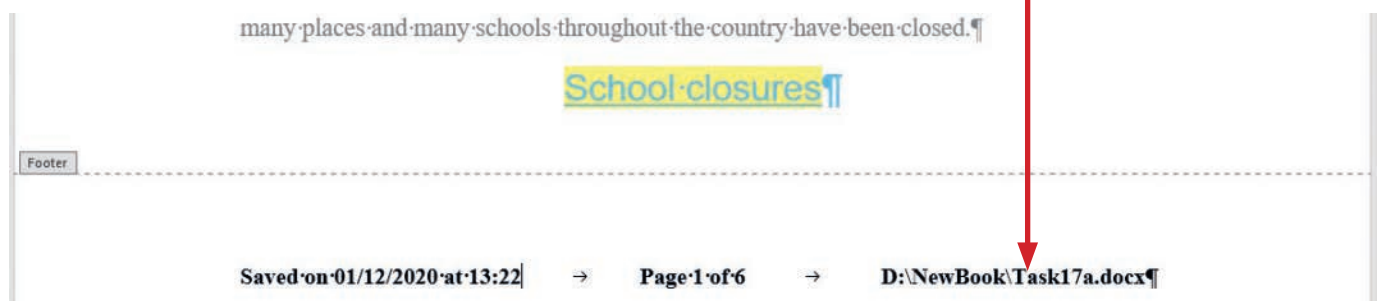 many·places·and·many·schools·throughout·the·country·have·been·closed.¶
School·closures¶
Footer
Saved·on·01/12/2020·at·13:22 → Page·1·of·6 → D:\NewBook\Task17a.docx¶